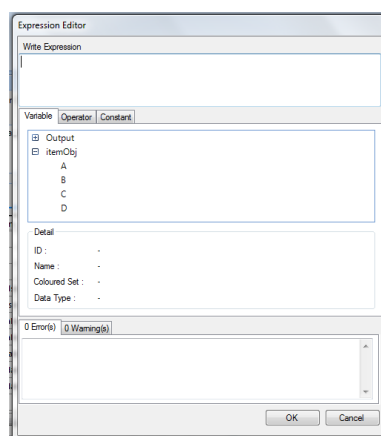 Expression Editor
Write Expression
Variable Operator Constant
Output
itemObj
A
B
C
D
Detail
ID : -
Name : -
Coloured Set : -
Data Type : -
0 Error(s) 0 Warning(s)
OK Cancel